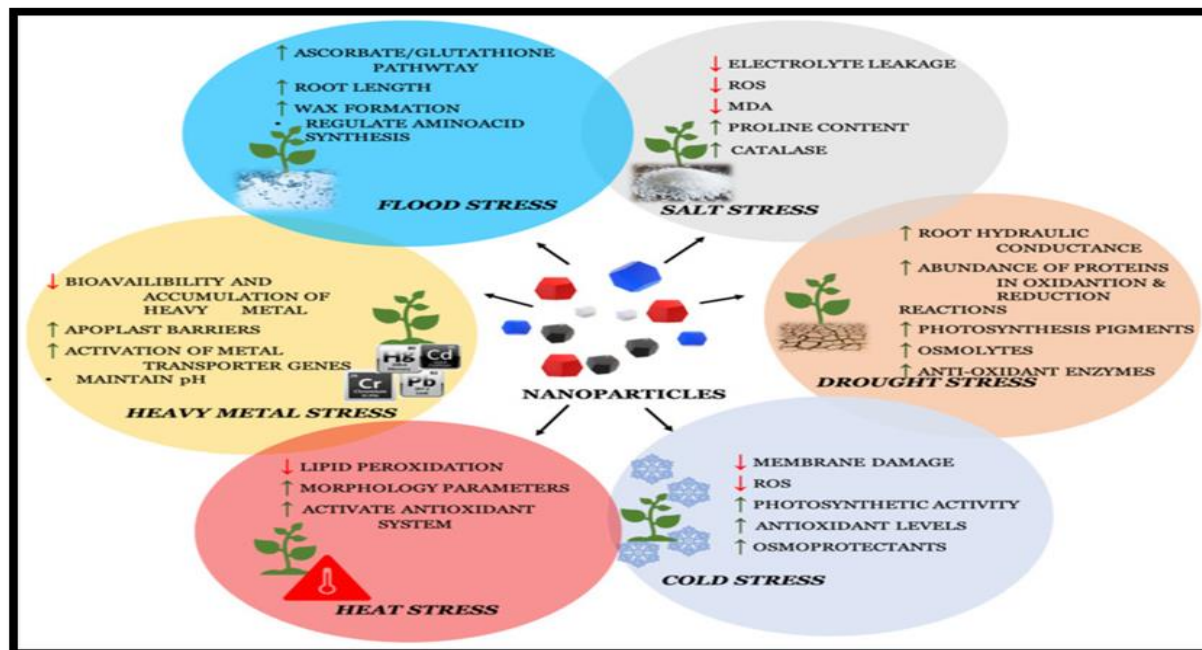 ↑ ASCORBATE/GLUTATHIONE
PATHWTAY
↑ ROOT LENGTH
↑ WAX FORMATION
• REGULATE AMINOACID
SYNTHESIS
FLOOD STRESS
↓ ELECTROLYTE LEAKAGE
↓ ROS
↓ MDA
↑ PROLINE CONTENT
↑ CATALASE
SALT STRESS
↓ BIOAVAILIBILITY AND
ACCUMULATION OF
HEAVY METAL
↑ APOPLAST BARRIERS
↑ ACTIVATION OF METAL
TRANSPORTER GENES
• MAINTAIN pH
Hg Cd
Cr Pb
HEAVY METAL STRESS
NANOPARTICLES
↑ ROOT HYDRAULIC
CONDUCTANCE
↑ ABUNDANCE OF PROTEINS
IN OXIDANTION &
REDUCTION
REACTIONS
↑ PHOTOSYNTHESIS PIGMENTS
↑ OSMOLYTES
↑ ANTI-OXIDANT ENZYMES
DROUGHT STRESS
↓ LIPID PEROXIDATION
↑ MORPHOLOGY PARAMETERS
↑ ACTIVATE ANTIOXIDANT
SYSTEM
HEAT STRESS
↓ MEMBRANE DAMAGE
↓ ROS
↑ PHOTOSYNTHETIC ACTIVITY
↑ ANTIOXIDANT LEVELS
↑ OSMOPROTECTANTS
COLD STRESS